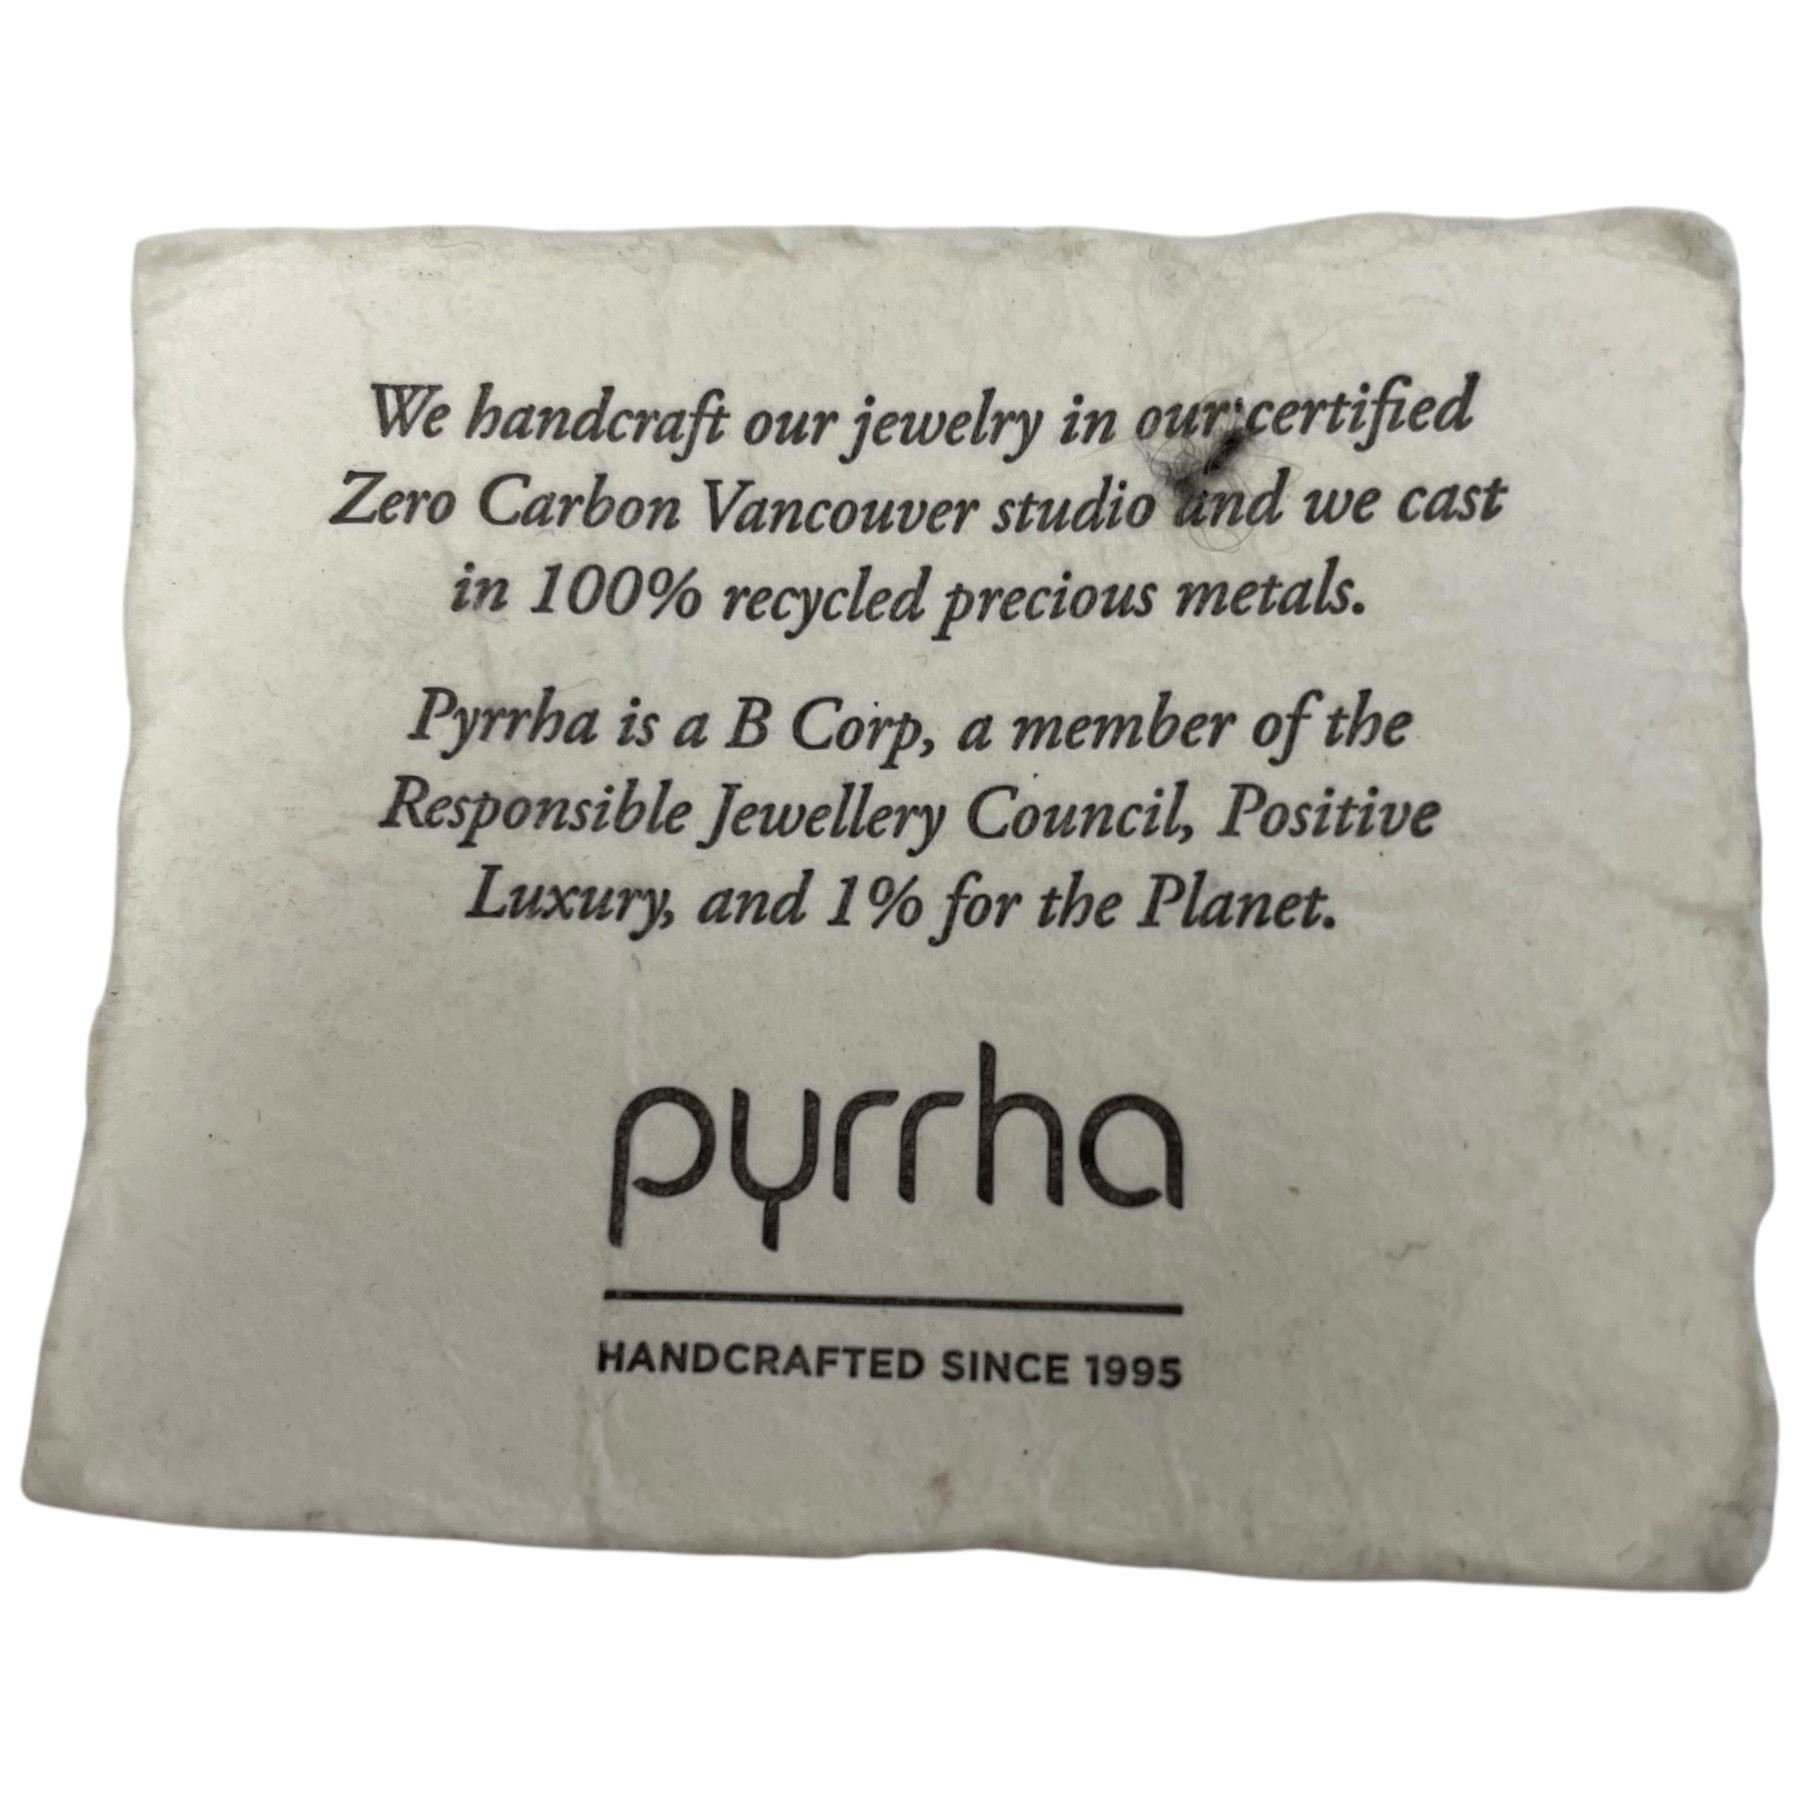 We handcraft our jewelry in our certified
Zero Carbon Vancouver studio and we cast
in 100% recycled precious metals.
Pyrrha is a B Corp, a member of the
Responsible Jewellery Council, Positive
Luxury, and 1% for the Planet.
pyrrha
HANDCRAFTED SINCE 1995